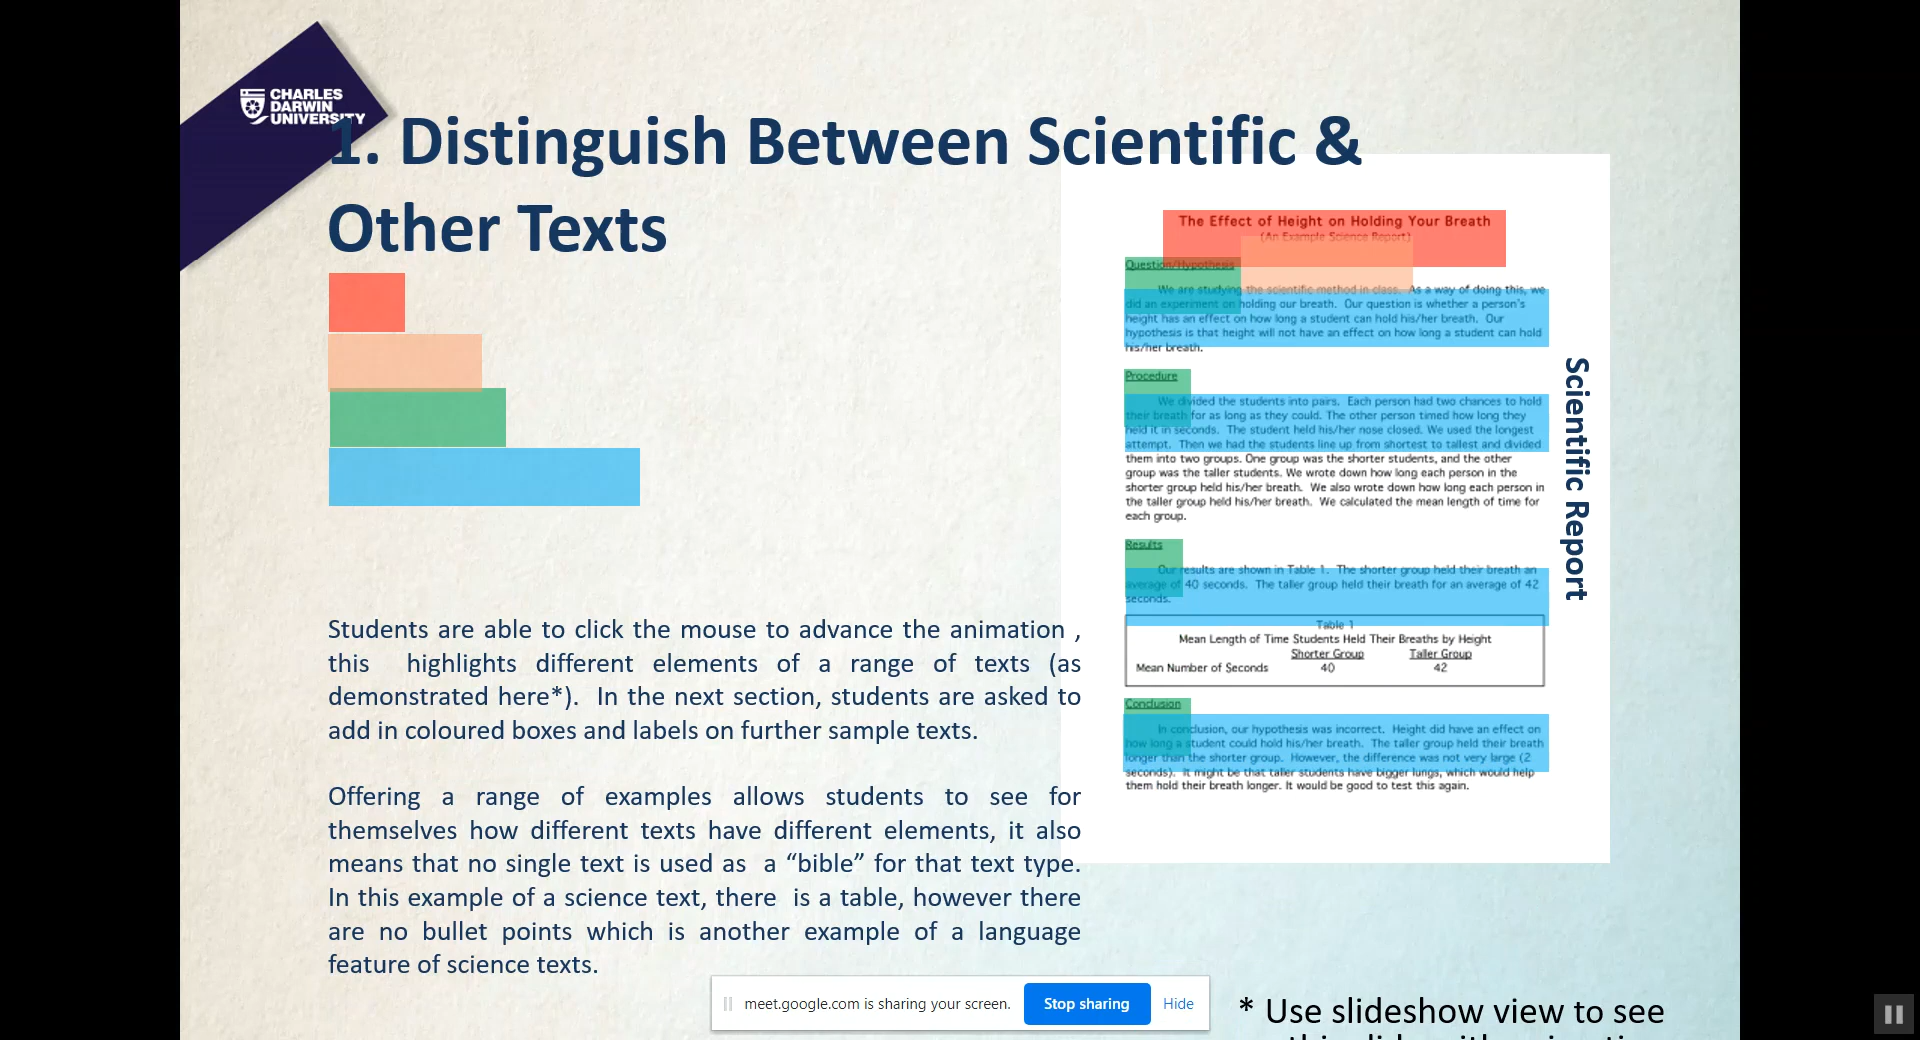 CHARLES
DARWIN
UNIVERSITY
1. Distinguish Between Scientific &
Other Texts
Students are able to click the mouse to advance the animation ,
this highlights different elements of a range of texts (as
demonstrated here*). In the next section, students are asked to
add in coloured boxes and labels on further sample texts.
Offering a range of examples allows students to see for
themselves how different texts have different elements, it also
means that no single text is used as a “bible” for that text type.
In this example of a science text, there is a table, however there
are no bullet points which is another example of a language
feature of science texts.
The Effect of Height on Holding Your Breath
(An Example Science Report)
Question/Hypothesis
We are studying the scientific method in class. As a way of doing this, we
did an experiment on holding our breath. Our question is whether a person's
height has an effect on how long a student can hold his/her breath. Our
hypothesis is that height will not have an effect on how long a student can hold
his/her breath.
Procedure
We divided the students into pairs. Each person had two chances to hold
their breath for as long as they could. The other person timed how long they
held it in seconds. The student held his/her nose closed. We used the longest
attempt. Then we had the students line up from shortest to tallest and divided
them into two groups. One group was the shorter students, and the other
group was the taller students. We wrote down how long each person in the
shorter group held his/her breath. We also wrote down how long each person in
the taller group held his/her breath. We calculated the mean length of time for
each group.
Results
Our results are shown in Table 1. The shorter group held their breath an
average of 40 seconds. The taller group held their breath for an average of 42
seconds.
Table 1
Mean Length of Time Students Held Their Breaths by Height
Shorter Group Taller Group
Mean Number of Seconds 40 42
Conclusion
In conclusion, our hypothesis was incorrect. Height did have an effect on
how long a student could hold his/her breath. The taller group held their breath
longer than the shorter group. However, the difference was not very large (2
seconds). It might be that taller students have bigger lungs, which would help
them hold their breath longer. It would be good to test this again.
Scientific Report
meet.google.com is sharing your screen. Stop sharing Hide
* Use slideshow view to see